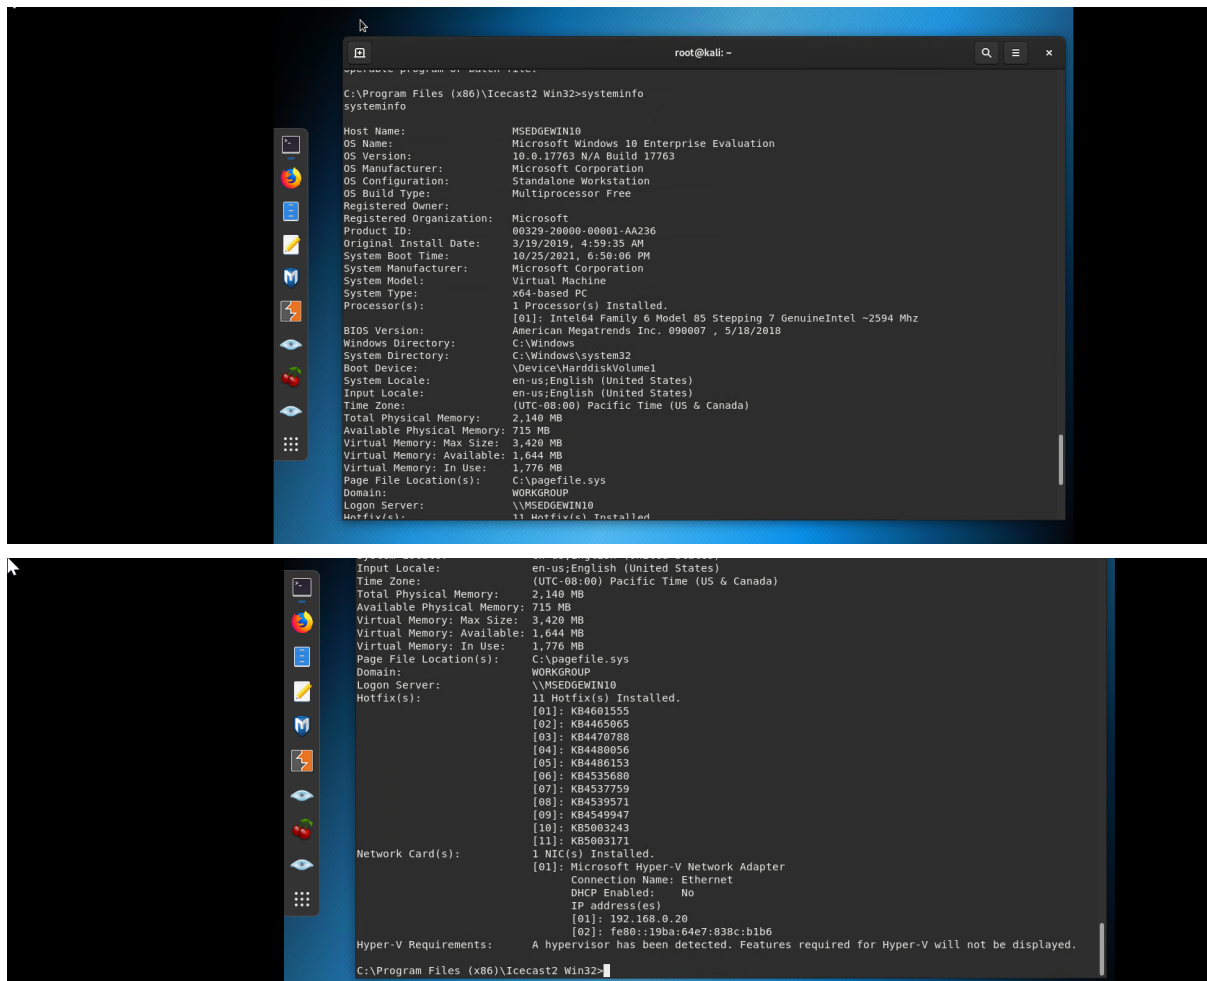 root@kali: ~
operable program or batch file.
C:\Program Files (x86)\Icecast2 Win32>systeminfo
systeminfo
Host Name: MSEDGEWIN10
OS Name: Microsoft Windows 10 Enterprise Evaluation
OS Version: 10.0.17763 N/A Build 17763
OS Manufacturer: Microsoft Corporation
OS Configuration: Standalone Workstation
OS Build Type: Multiprocessor Free
Registered Owner:
Registered Organization: Microsoft
Product ID: 00329-20000-00001-AA236
Original Install Date: 3/19/2019, 4:59:35 AM
System Boot Time: 10/25/2021, 6:50:06 PM
System Manufacturer: Microsoft Corporation
System Model: Virtual Machine
System Type: x64-based PC
Processor(s): 1 Processor(s) Installed.
[01]: Intel64 Family 6 Model 85 Stepping 7 GenuineIntel ~2594 Mhz
BIOS Version: American Megatrends Inc. 090007 , 5/18/2018
Windows Directory: C:\Windows
System Directory: C:\Windows\system32
Boot Device: \Device\HarddiskVolume1
System Locale: en-us;English (United States)
Input Locale: en-us;English (United States)
Time Zone: (UTC-08:00) Pacific Time (US & Canada)
Total Physical Memory: 2,140 MB
Available Physical Memory: 715 MB
Virtual Memory: Max Size: 3,420 MB
Virtual Memory: Available: 1,644 MB
Virtual Memory: In Use: 1,776 MB
Page File Location(s): C:\pagefile.sys
Domain: WORKGROUP
Logon Server: \\MSEDGEWIN10
Hotfix(s): 11 Hotfix(s) Installed.
System Locale: en-us;English (United States)
Input Locale: en-us;English (United States)
Time Zone: (UTC-08:00) Pacific Time (US & Canada)
Total Physical Memory: 2,140 MB
Available Physical Memory: 715 MB
Virtual Memory: Max Size: 3,420 MB
Virtual Memory: Available: 1,644 MB
Virtual Memory: In Use: 1,776 MB
Page File Location(s): C:\pagefile.sys
Domain: WORKGROUP
Logon Server: \\MSEDGEWIN10
Hotfix(s): 11 Hotfix(s) Installed.
[01]: KB4601555
[02]: KB4465065
[03]: KB4470788
[04]: KB4480056
[05]: KB4486153
[06]: KB4535680
[07]: KB4537759
[08]: KB4539571
[09]: KB4549947
[10]: KB5003243
[11]: KB5003171
Network Card(s): 1 NIC(s) Installed.
[01]: Microsoft Hyper-V Network Adapter
Connection Name: Ethernet
DHCP Enabled: No
IP address(es)
[01]: 192.168.0.20
[02]: fe80::19ba:64e7:838c:b1b6
Hyper-V Requirements: A hypervisor has been detected. Features required for Hyper-V will not be displayed.
C:\Program Files (x86)\Icecast2 Win32>